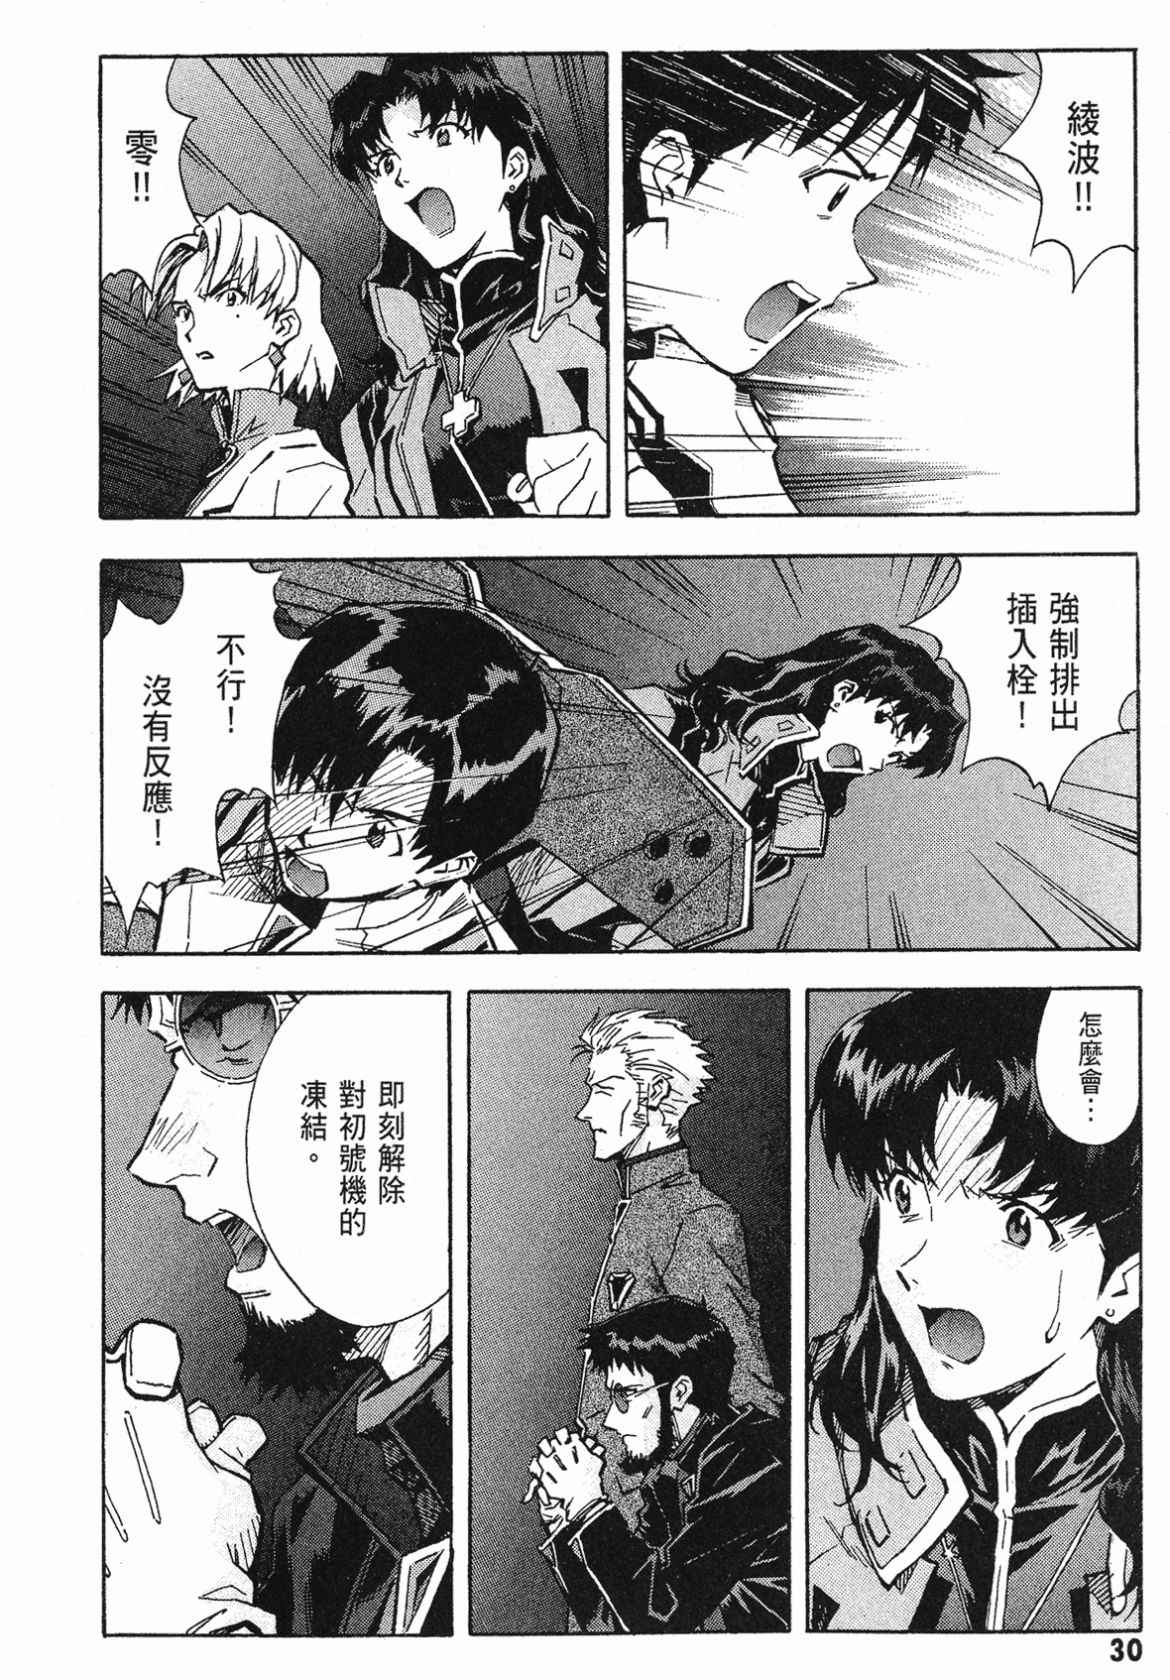 綾波!!
零!!
強制排出
插入栓！
不行！
沒有反應！
怎麼會…
即刻解除
對初號機的
凍結。
30